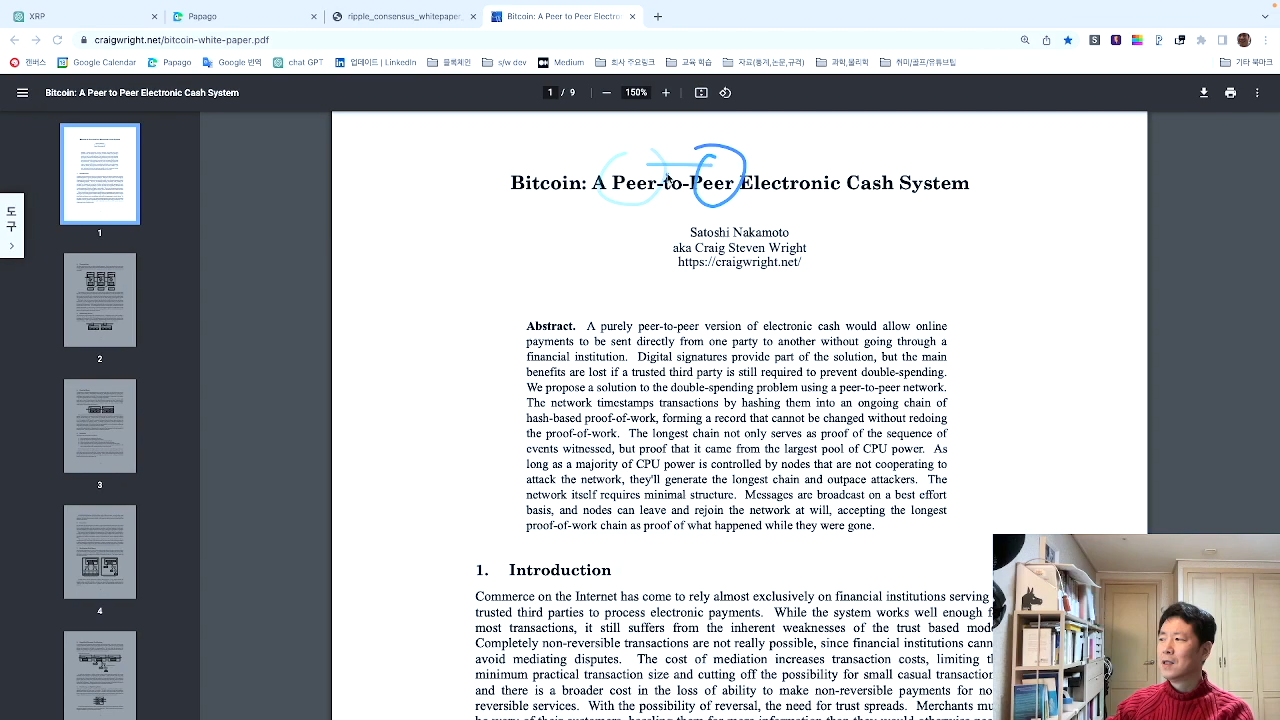 XRP
Papago
ripple_consensus_whitepaper
Bitcoin: A Peer to Peer Electro
craigwright.net/bitcoin-white-paper.pdf
캔버스
Google Calendar
Papago
Google 번역
chat GPT
업데이트 | LinkedIn
블록체인
s/w dev
Medium
회사 주요링크
교육 학습
자료(통계,논문,규격)
과학,물리학
취미/골프/유튜브팁
기타 북마크
Bitcoin: A Peer to Peer Electronic Cash System
1 / 9
150%
도구
1
2
3
4
Peer-to-Peer Electronic Cash System
Satoshi Nakamoto
aka Craig Steven Wright
https://craigwright.net/
Abstract. A purely peer-to-peer version of electronic cash would allow online
payments to be sent directly from one party to another without going through a
financial institution. Digital signatures provide part of the solution, but the main
benefits are lost if a trusted third party is still required to prevent double-spending.
We propose a solution to the double-spending problem using a peer-to-peer network.
The network timestamps transactions by hashing them into an ongoing chain of
hash-based proof-of-work, forming a record that cannot be changed without redoing
the proof-of-work. The longest chain not only serves as proof of the sequence of
events witnessed, but proof that it came from the largest pool of CPU power. As
long as a majority of CPU power is controlled by nodes that are not cooperating to
attack the network, they'll generate the longest chain and outpace attackers. The
network itself requires minimal structure. Messages are broadcast on a best effort
basis, and nodes can leave and rejoin the network at will, accepting the longest
proof-of-work chain as proof of what happened while they were gone.
1. Introduction
Commerce on the Internet has come to rely almost exclusively on financial institutions serving
trusted third parties to process electronic payments. While the system works well enough f
most transactions, it still suffers from the inherent weaknesses of the trust based mod
Completely non-reversible transactions are not really possible, since financial institutions cann
avoid mediating disputes. The cost of mediation increases transaction costs, limiting
minimum practical transaction size and cutting off the possibility for small casual transaction
and there is a broader cost in the loss of ability to make non-reversible payments for no
reversible services. With the possibility of reversal, the need for trust spreads. Merchants mu